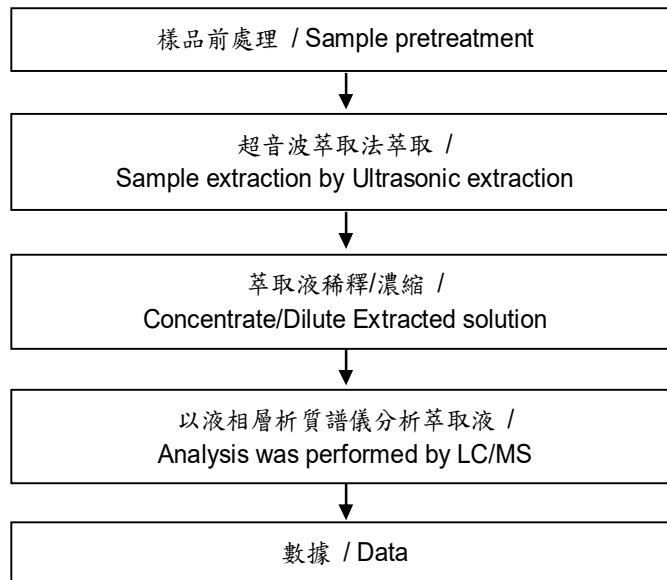 樣品前處理 / Sample pretreatment
超音波萃取法萃取 /
Sample extraction by Ultrasonic extraction
萃取液稀釋/濃縮 /
Concentrate/Dilute Extracted solution
以液相層析質譜儀分析萃取液 /
Analysis was performed by LC/MS
數據 / Data